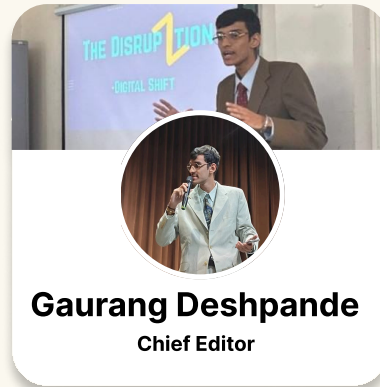 THE DISRUPZTION
-DIGITAL SHIFT
Gaurang Deshpande
Chief Editor